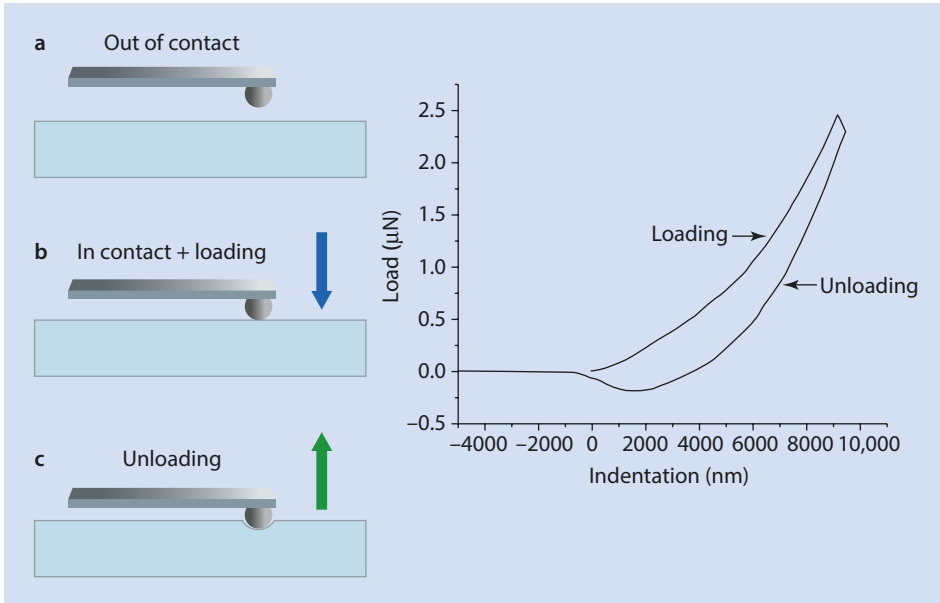 a Out of contact
b In contact + loading
c Unloading
Load (µN)
2.5
2.0
1.5
1.0
0.5
0.0
–0.5
Loading
Unloading
–4000 –2000 0 2000 4000 6000 8000 10,000
Indentation (nm)